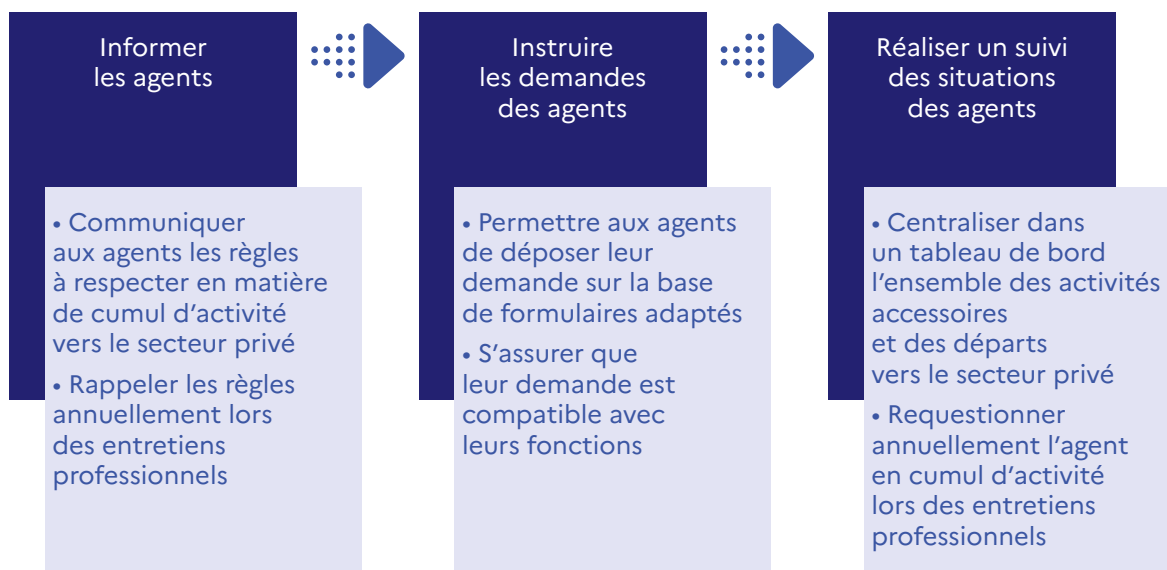 Informer
les agents
• Communiquer
aux agents les règles
à respecter en matière
de cumul d’activité
vers le secteur privé
• Rappeler les règles
annuellement lors
des entretiens
professionnels
Instruire
les demandes
des agents
• Permettre aux agents
de déposer leur
demande sur la base
de formulaires adaptés
• S’assurer que
leur demande est
compatible avec
leurs fonctions
Réaliser un suivi
des situations
des agents
• Centraliser dans
un tableau de bord
l’ensemble des activités
accessoires
et des départs
vers le secteur privé
• Requestionner
annuellement l’agent
en cumul d’activité
lors des entretiens
professionnels